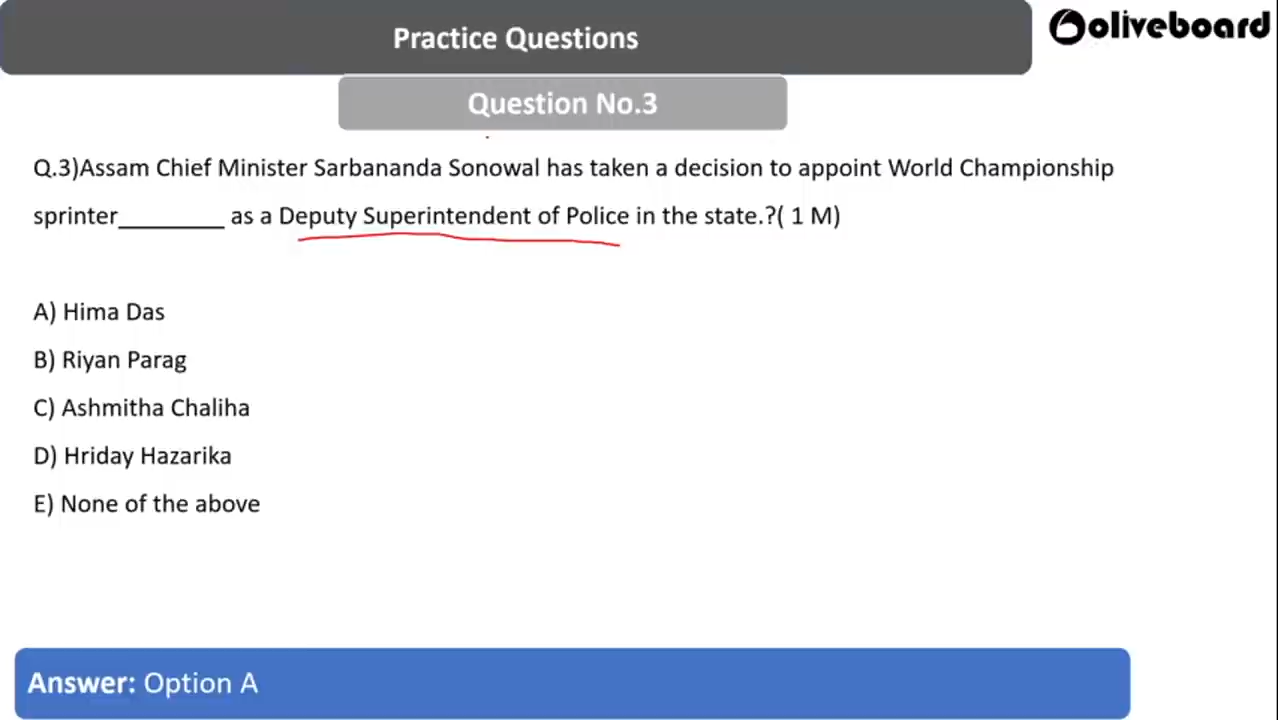 Practice Questions
oliveboard
Question No.3
Q.3)Assam Chief Minister Sarbananda Sonowal has taken a decision to appoint World Championship
sprinter________ as a Deputy Superintendent of Police in the state.?( 1 M)
A) Hima Das
B) Riyan Parag
C) Ashmitha Chaliha
D) Hriday Hazarika
E) None of the above
Answer: Option A